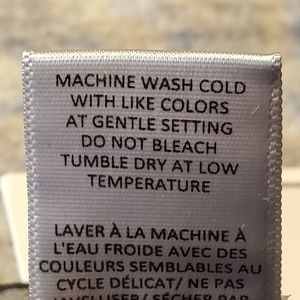 MACHINE WASH COLD
WITH LIKE COLORS
AT GENTLE SETTING
DO NOT BLEACH
TUMBLE DRY AT LOW
TEMPERATURE
LAVER À LA MACHINE À
L'EAU FROIDE AVEC DES
COULEURS SEMBLABLES AU
CYCLE DÉLICAT/ NE PAS